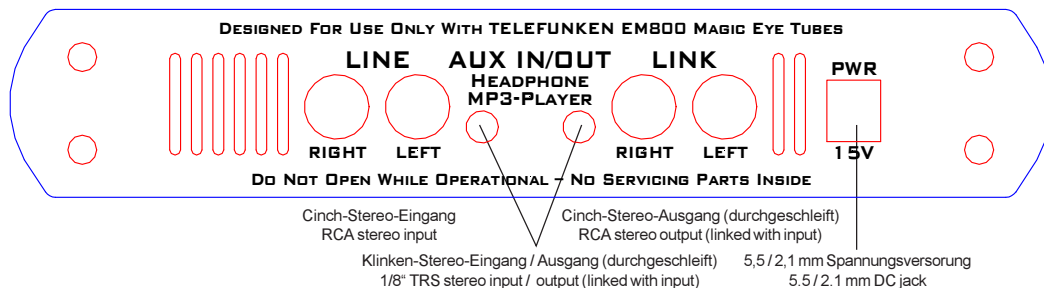 DESIGNED FOR USE ONLY WITH TELEFUNKEN EM800 MAGIC EYE TUBES
LINE AUX IN/OUT LINK
HEADPHONE
MP3-PLAYER
PWR
RIGHT LEFT RIGHT LEFT 15V
DO NOT OPEN WHILE OPERATIONAL – NO SERVICING PARTS INSIDE
Cinch-Stereo-Eingang
RCA stereo input
Cinch-Stereo-Ausgang (durchgeschleift)
RCA stereo output (linked with input)
Klinken-Stereo-Eingang / Ausgang (durchgeschleift)
1/8“ TRS stereo input / output (linked with input)
5,5 / 2,1 mm Spannungsversorung
5.5 / 2.1 mm DC jack